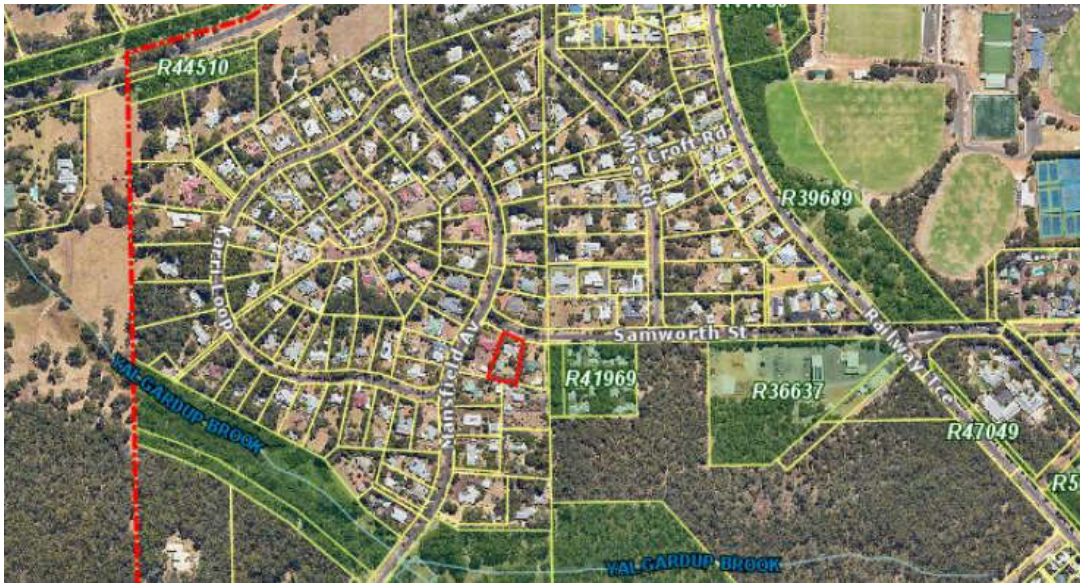 R44510
Wise Rd
Croft Rd
R39689
Karri Loop
Mansfield Av
Samworth St
Railway Tce
YALGARDUP BROOK
R41969
R36637
R47049
YALGARDUP BROOK